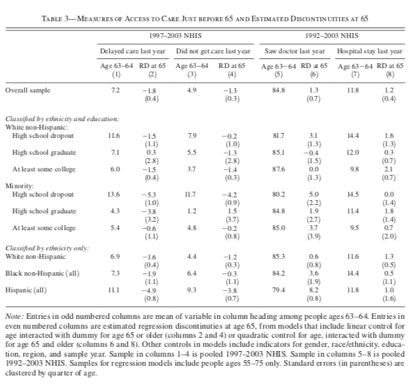 TABLE 3—MEASURES OF ACCESS TO CARE JUST BEFORE 65 AND ESTIMATED DISCONTINUITIES AT 65
1997–2003 NHIS 1992–2003 NHIS
Delayed care last year Did not get care last year Saw doctor last year Hospital stay last year
Age 63–64 RD at 65 Age 63–64 RD at 65 Age 63–64 RD at 65 Age 63–64 RD at 65
(1) (2) (3) (4) (5) (6) (7) (8)
Overall sample 7.2 −1.8 4.9 −1.3 84.8 1.3 11.8 1.2
(0.4) (0.3) (0.7) (0.4)
Classified by ethnicity and education:
White non-Hispanic:
High school dropout 11.6 −1.5 7.9 −0.2 81.7 3.1 14.4 1.6
(1.1) (1.0) (1.3) (1.3)
High school graduate 7.1 0.3 5.5 −1.3 85.1 −0.4 12.0 0.3
(2.8) (2.8) (1.5) (0.7)
At least some college 6.0 −1.5 3.7 −1.4 87.6 0.0 9.8 2.1
(0.4) (0.3) (1.3) (0.7)
Minority:
High school dropout 13.6 −5.3 11.7 −4.2 80.2 5.0 14.5 0.0
(1.0) (0.9) (2.2) (1.4)
High school graduate 4.3 −3.8 1.2 1.5 84.8 1.9 11.4 1.8
(3.2) (3.7) (2.7) (1.4)
At least some college 5.4 −0.6 4.8 −0.2 85.0 3.7 9.5 0.7
(1.1) (0.8) (3.9) (2.0)
Classified by ethnicity only:
White non-Hispanic 6.9 −1.6 4.4 −1.2 85.3 0.6 11.6 1.3
(0.4) (0.3) (0.8) (0.5)
Black non-Hispanic (all) 7.3 −1.9 6.4 −0.3 84.2 3.6 14.4 0.5
(1.1) (1.1) (1.9) (1.1)
Hispanic (all) 11.1 −4.9 9.3 −3.8 79.4 8.2 11.8 1.0
(0.8) (0.7) (0.8) (1.6)
Note: Entries in odd numbered columns are mean of variable in column heading among people ages 63–64. Entries in
even numbered columns are estimated regression discontinuities at age 65, from models that include linear control for
age interacted with dummy for age 65 or older (columns 2 and 4) or quadratic control for age, interacted with dummy
for age 65 and older (columns 6 and 8). Other controls in models include indicators for gender, race/ethnicity, educa-
tion, region, and sample year. Sample in columns 1–4 is pooled 1997–2003 NHIS. Sample in columns 5–8 is pooled
1992–2003 NHIS. Samples for regression models include people ages 55–75 only. Standard errors (in parentheses) are
clustered by quarter of age.